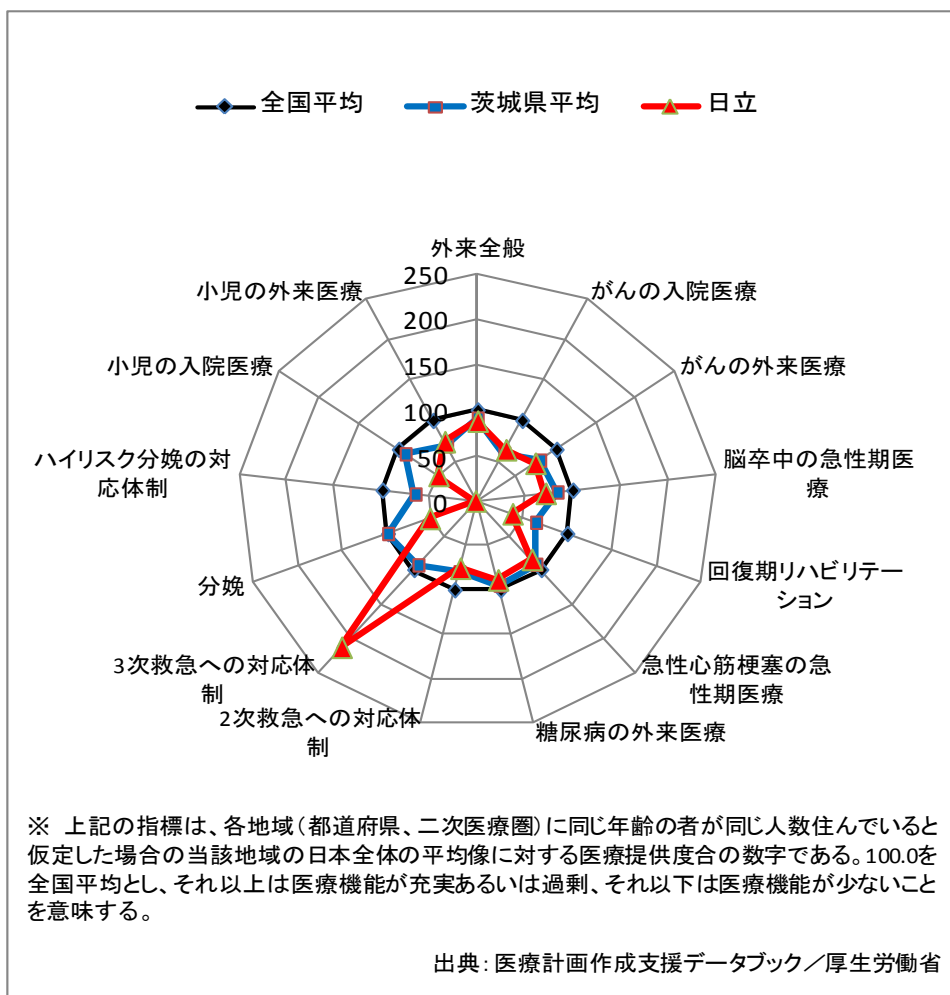 全国平均 茨城県平均 日立
外来全般
がんの入院医療
がんの外来医療
脳卒中の急性期医
療
回復期リハビリテー
ション
急性心筋梗塞の急
性期医療
糖尿病の外来医療
2次救急への対応体
制
3次救急への対応体
制
分娩
ハイリスク分娩の対
応体制
小児の入院医療
小児の外来医療
250
200
150
100
50
0
※ 上記の指標は、各地域(都道府県、二次医療圏)に同じ年齢の者が同じ人数住んでいると
仮定した場合の当該地域の日本全体の平均像に対する医療提供度合の数字である。100.0を
全国平均とし、それ以上は医療機能が充実あるいは過剰、それ以下は医療機能が少ないこと
を意味する。
出典:医療計画作成支援データブック/厚生労働省